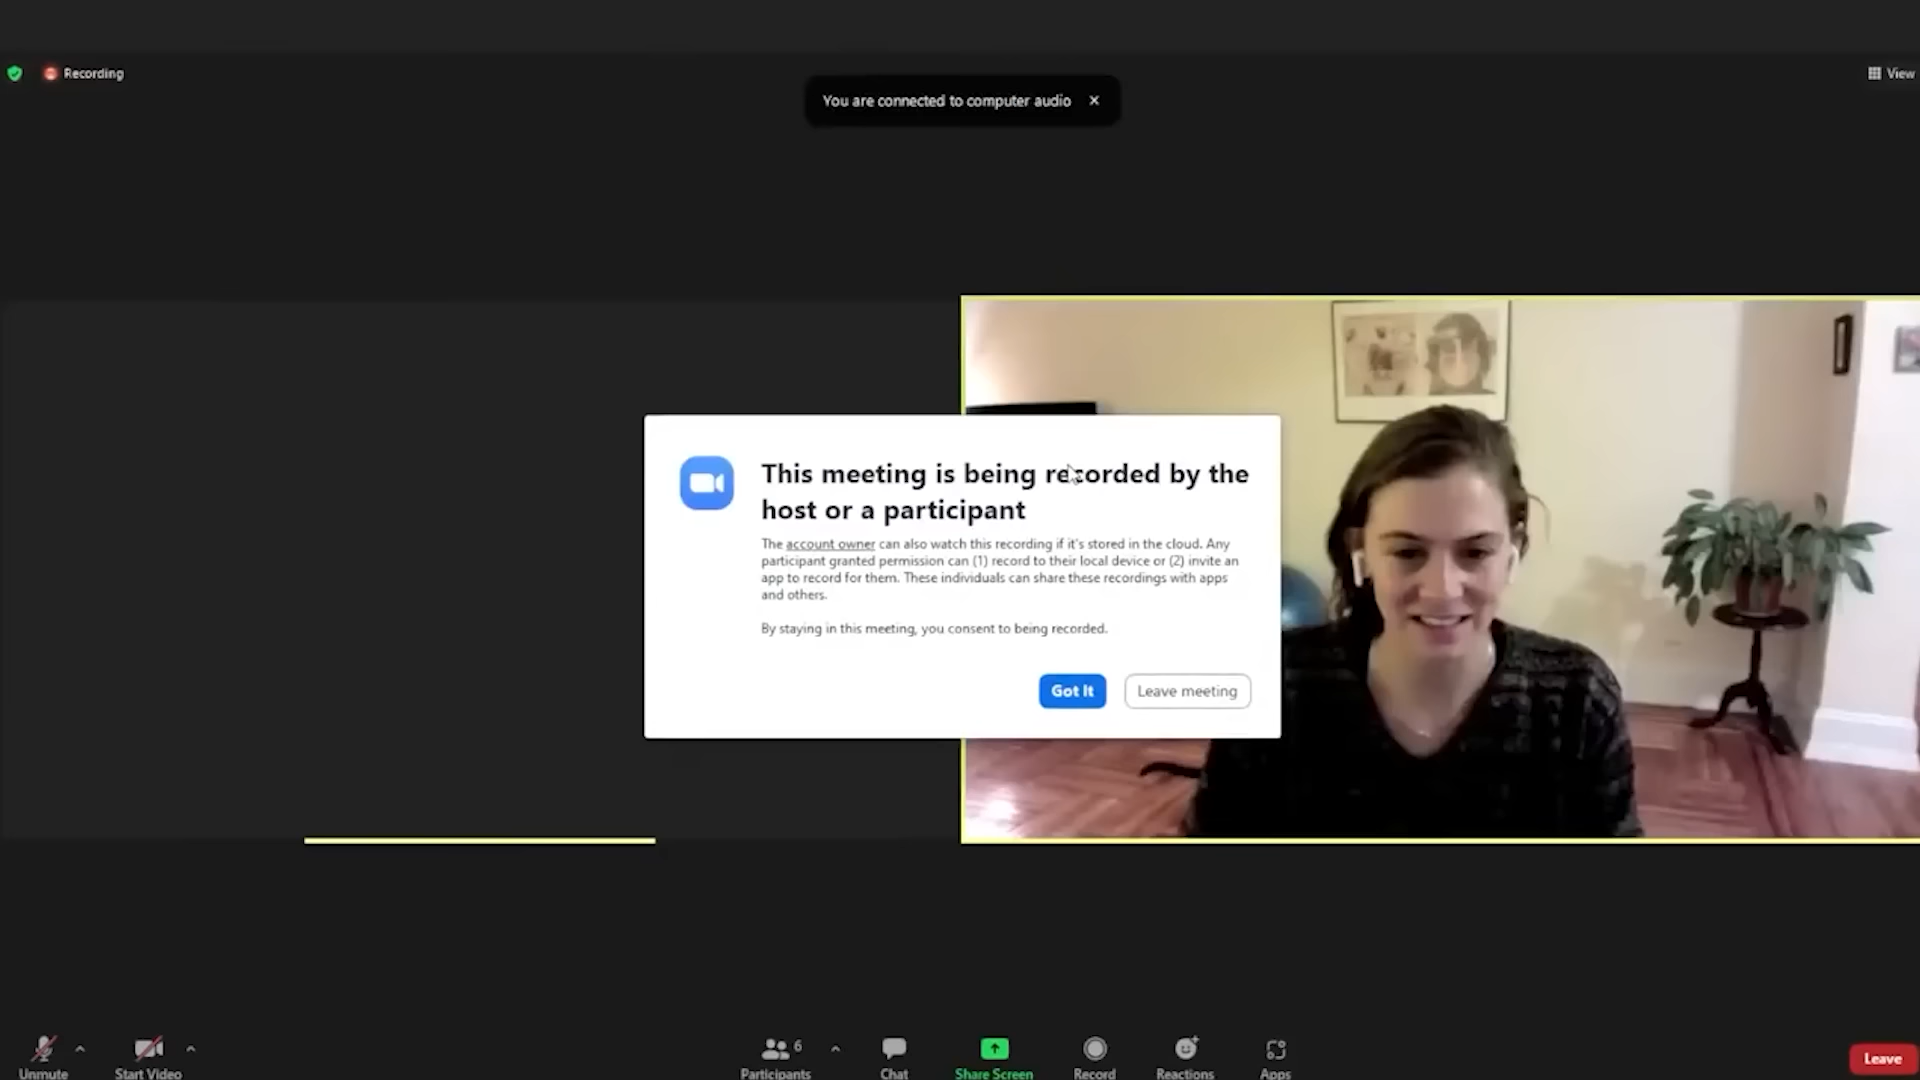 Recording
You are connected to computer audio
View
This meeting is being recorded by the
host or a participant
The account owner can also watch this recording if it's stored in the cloud. Any
participant granted permission can (1) record to their local device or (2) invite an
app to record for them. These individuals can share these recordings with apps
and others.
By staying in this meeting, you consent to being recorded.
Got It
Leave meeting
6
Unmute
Start Video
Participants
Chat
Share Screen
Record
Reactions
Apps
Leave